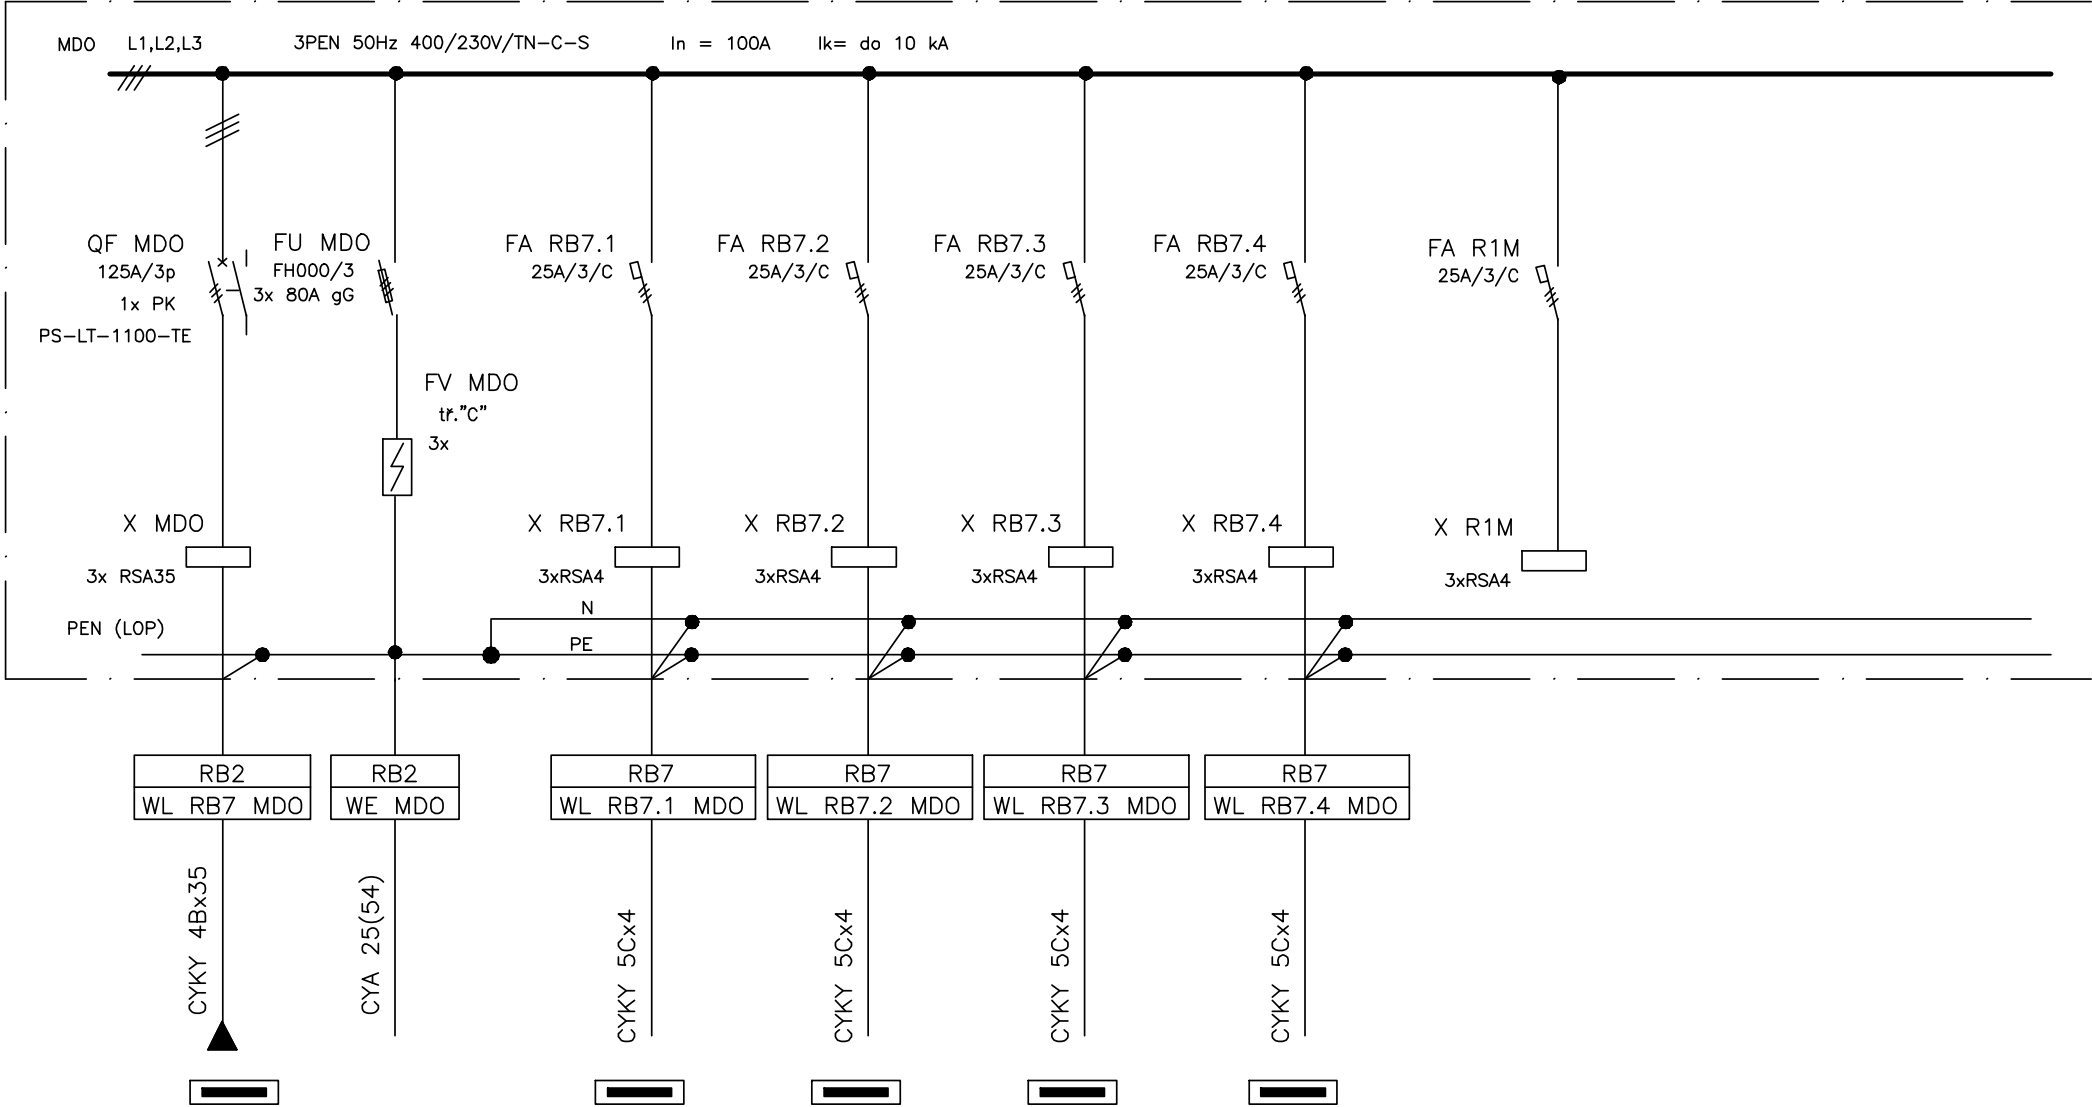 MDO L1,L2,L3 3PEN 50Hz 400/230V/TN-C-S In = 100A Ik= do 10 kA
QF MDO
125A/3p
1x PK
PS-LT-1100-TE
FU MDO
FH000/3
3x 80A gG
FV MDO
tř."C"
3x
FA RB7.1
25A/3/C
FA RB7.2
25A/3/C
FA RB7.3
25A/3/C
FA RB7.4
25A/3/C
FA R1M
25A/3/C
X MDO
3x RSA35
X RB7.1
3xRSA4
X RB7.2
3xRSA4
X RB7.3
3xRSA4
X RB7.4
3xRSA4
X R1M
3xRSA4
N
PEN (LOP)
PE
RB2
WL RB7 MDO
RB2
WE MDO
RB7
WL RB7.1 MDO
RB7
WL RB7.2 MDO
RB7
WL RB7.3 MDO
RB7
WL RB7.4 MDO
CYKY 4Bx35
CYA 25(54)
CYKY 5Cx4
CYKY 5Cx4
CYKY 5Cx4
CYKY 5Cx4